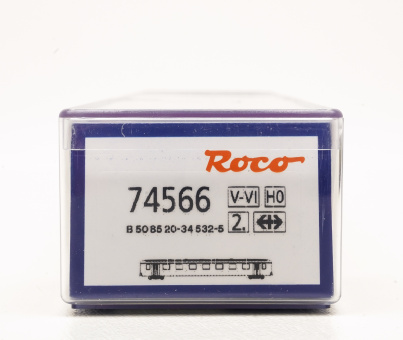 Roco
74566 V-VI H0
B 50 85 20-34 532-5 2.